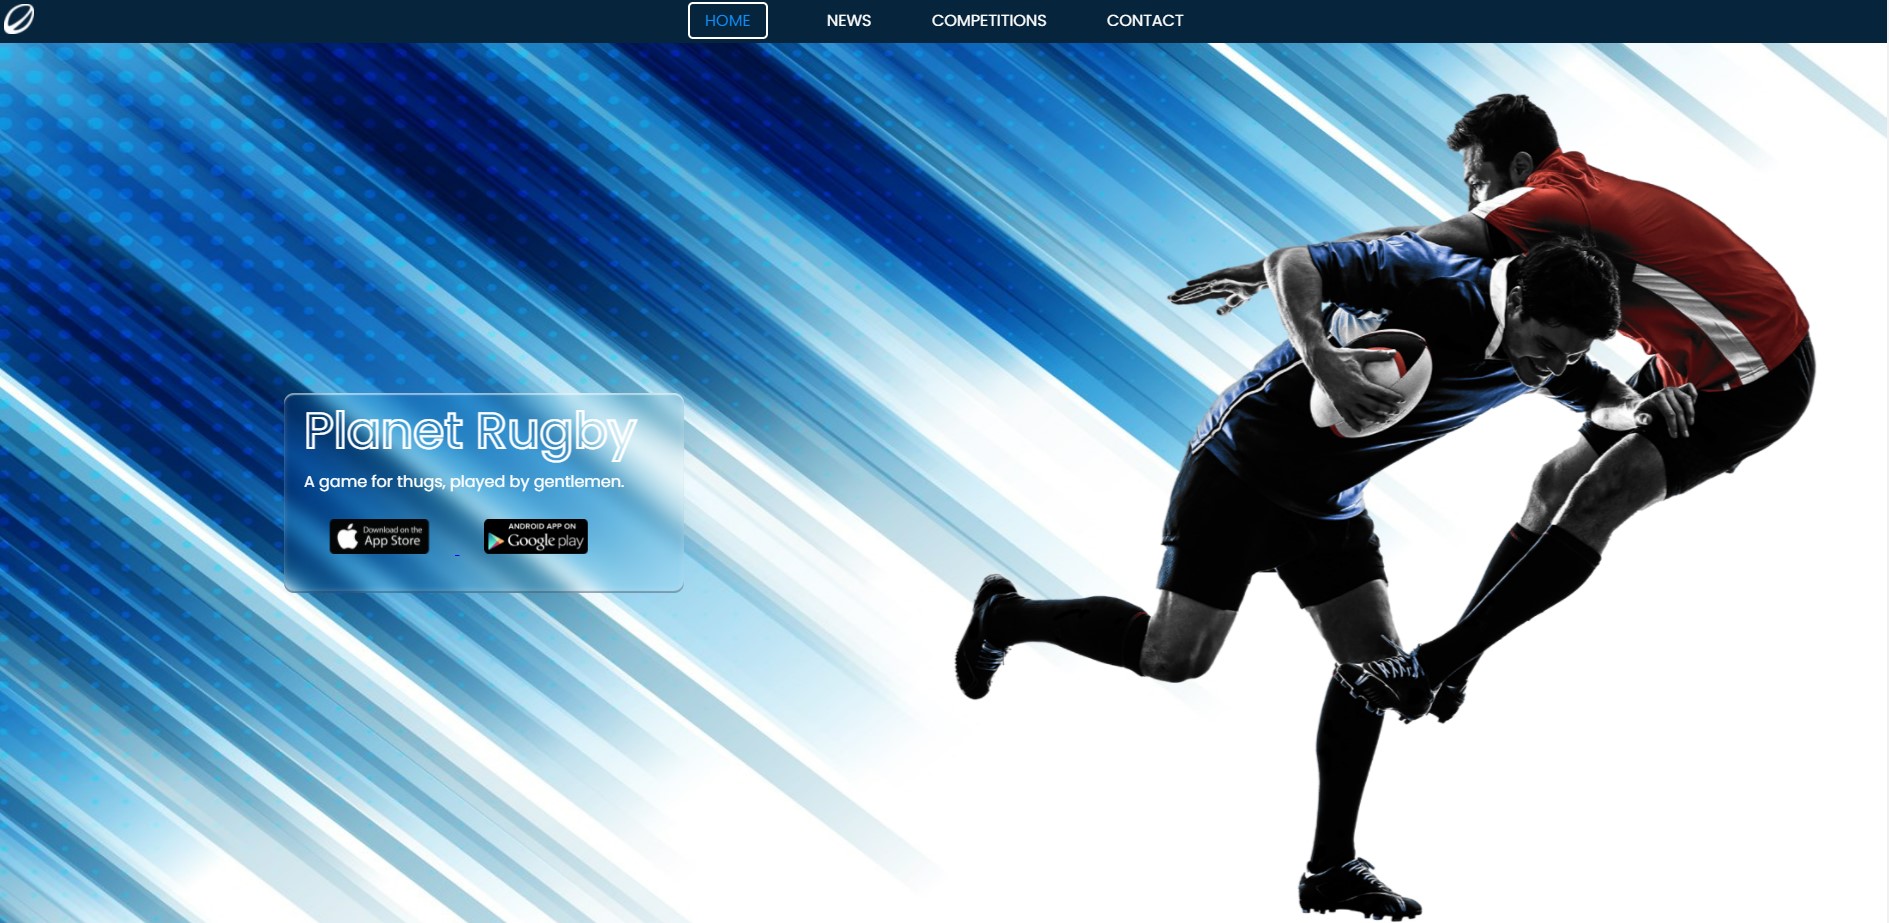 HOME NEWS COMPETITIONS CONTACT
Planet Rugby
A game for thugs, played by gentlemen.
Download on the
App Store
ANDROID APP ON
Google play